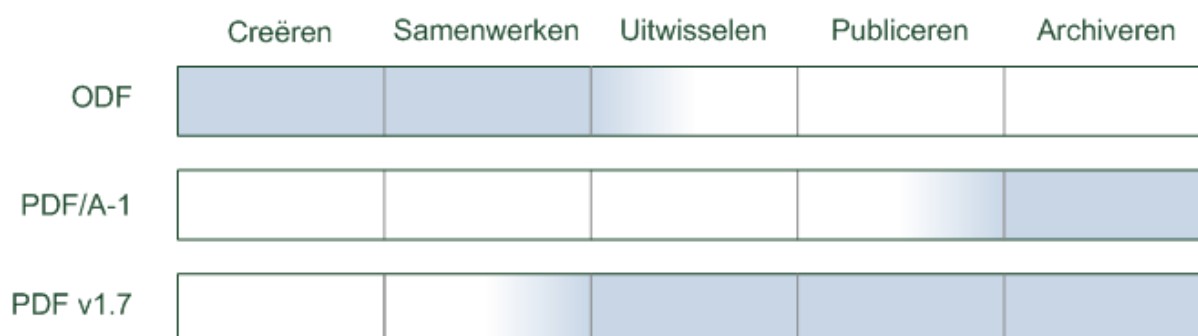 Creëren Samenwerken Uitwisselen Publiceren Archiveren
ODF
PDF/A-1
PDF v1.7